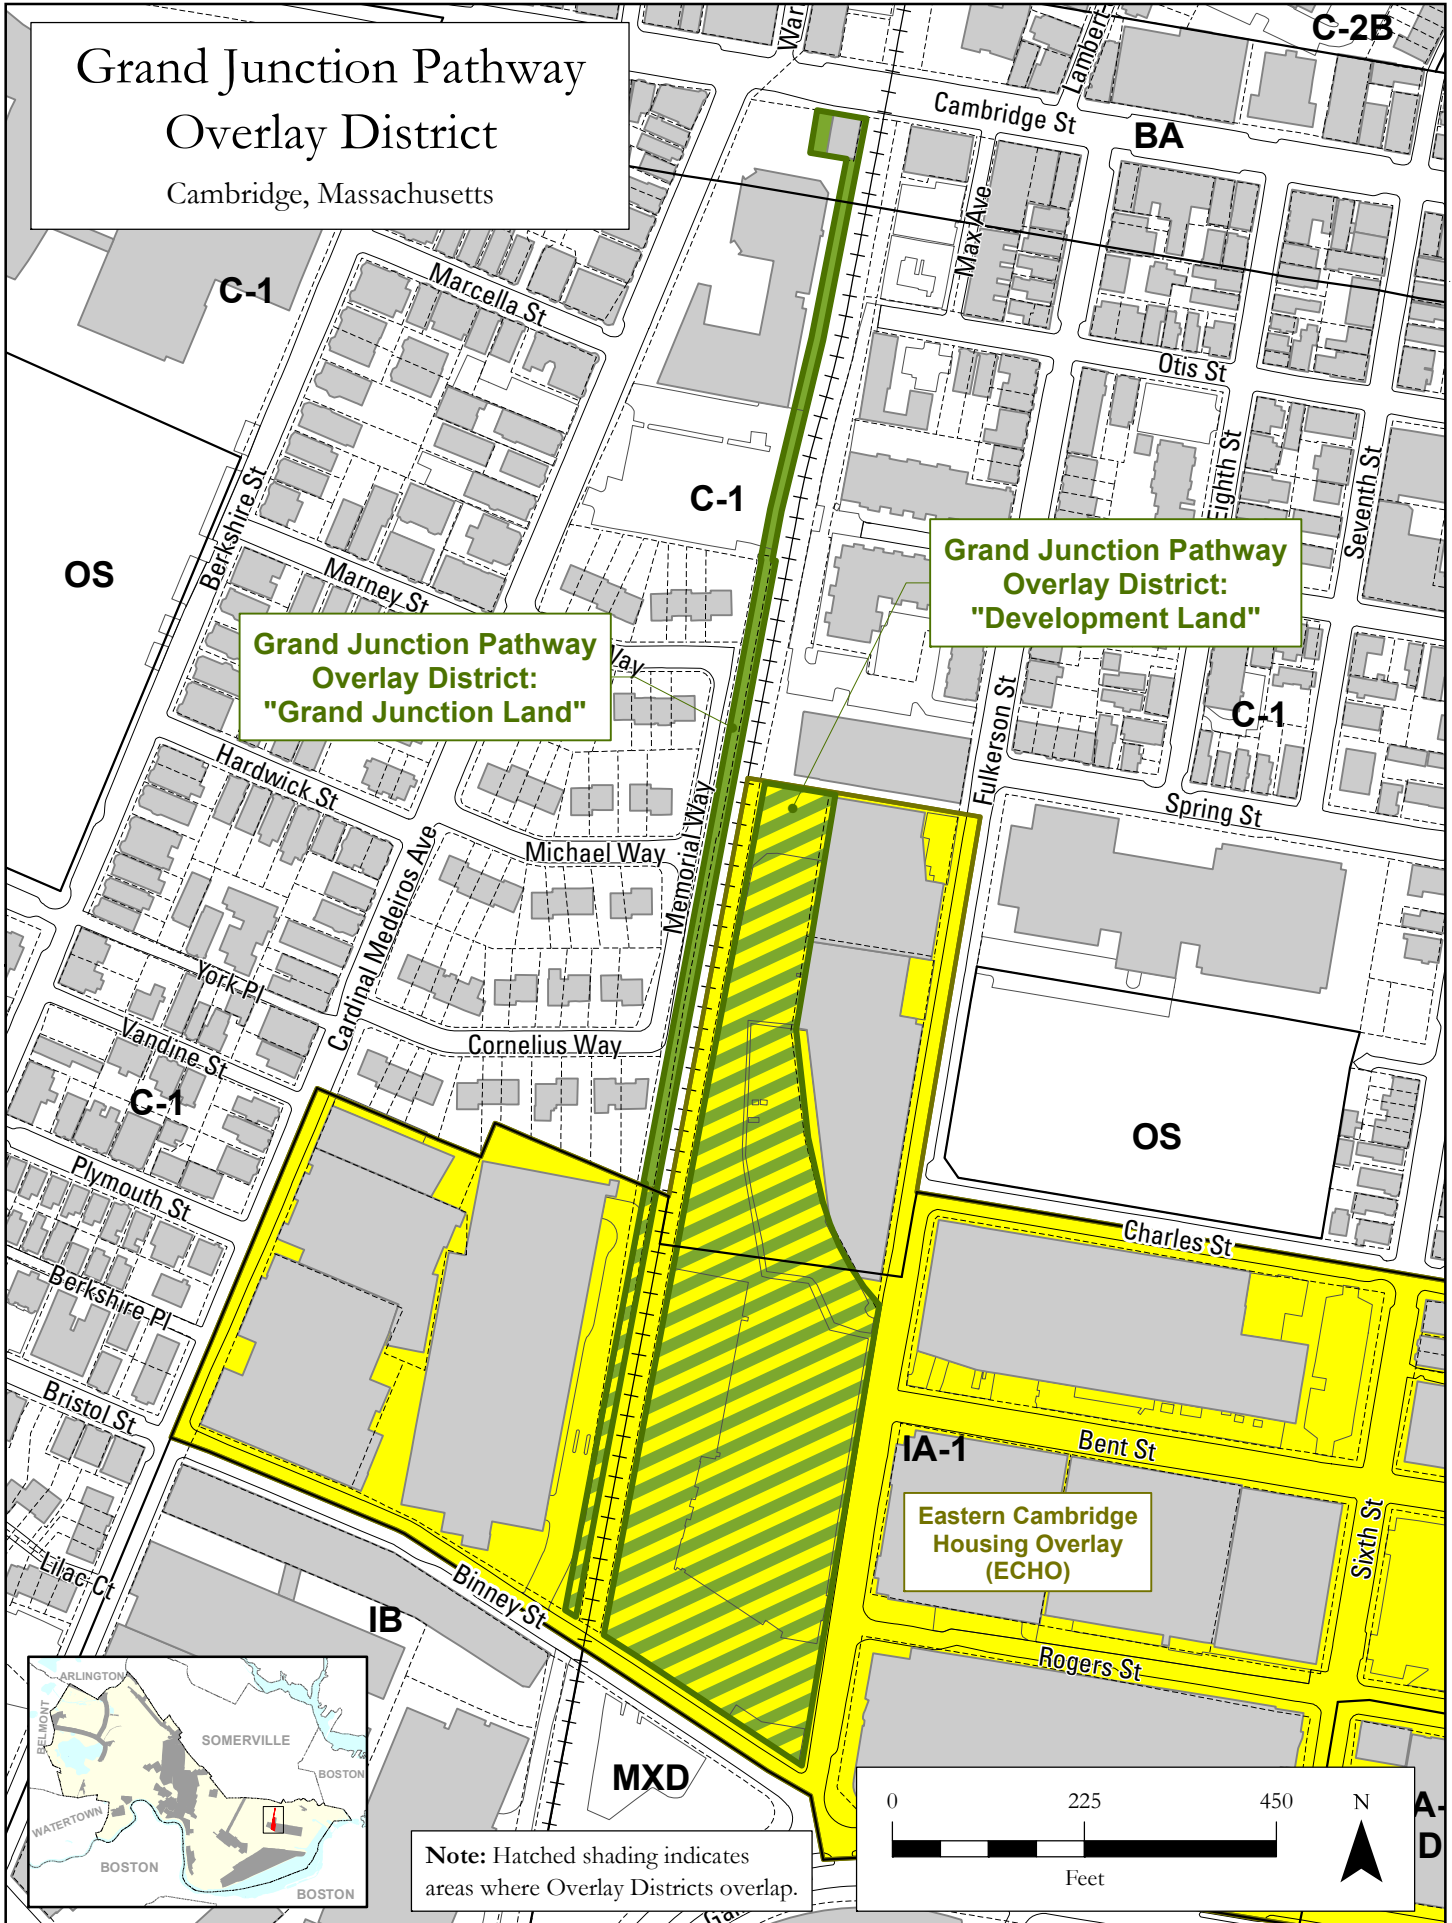 Grand Junction Pathway
Overlay District
Cambridge, Massachusetts
C-2B
Cambridge St
BA
Max Ave
C-1
Marcella St
Otis St
Eighth St
Seventh St
Berkshire St
C-1
OS
Marney St
Grand Junction Pathway
Overlay District:
"Development Land"
Grand Junction Pathway
Overlay District:
"Grand Junction Land"
Way
C-1
Fulkerson St
Hardwick St
Spring St
Memorial Way
Michael Way
Cardinal Medeiros Ave
York Pl
Cornelius Way
Vandine St
C-1
OS
Plymouth St
Charles St
Berkshire Pl
Bristol St
IA-1
Bent St
Eastern Cambridge
Housing Overlay
(ECHO)
Sixth St
Lilac Ct
Binney St
IB
Rogers St
MXD
ARLINGTON
BELMONT
SOMERVILLE
BOSTON
WATERTOWN
BOSTON
BOSTON
Note: Hatched shading indicates
areas where Overlay Districts overlap.
0 225 450 N
Feet
A-
D